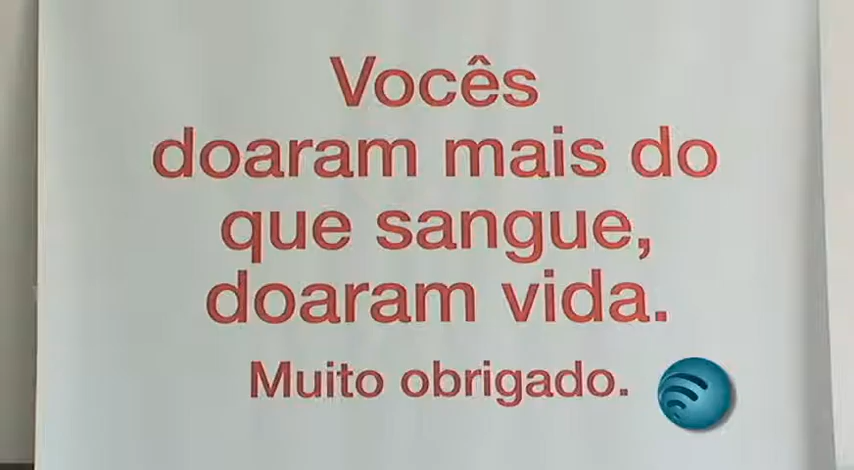 Vocês
doaram mais do
que sangue,
doaram vida.
Muito obrigado.